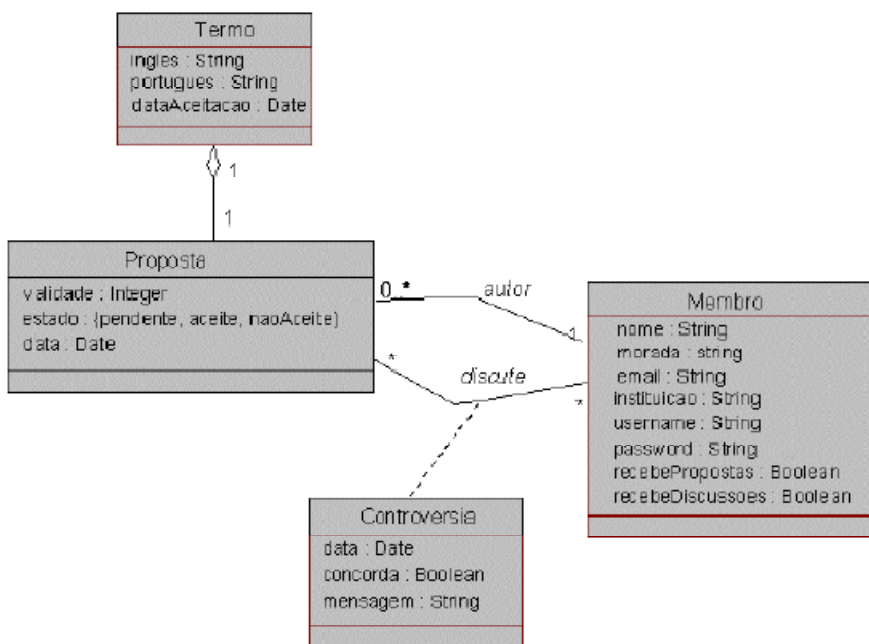 Termo
ingles : String
portugues : String
dataAceitacao : Date
1
1
Proposta
validade : Integer
estado : {pendente, aceite, naoAceite}
data : Date
0..*
autor
1
*
discute
*
Membro
nome : String
morada : string
email : String
instituicao : String
username : String
password : String
recebePropostas : Boolean
recebeDiscussoes : Boolean
Controversia
data : Date
concorda : Boolean
mensagem : String